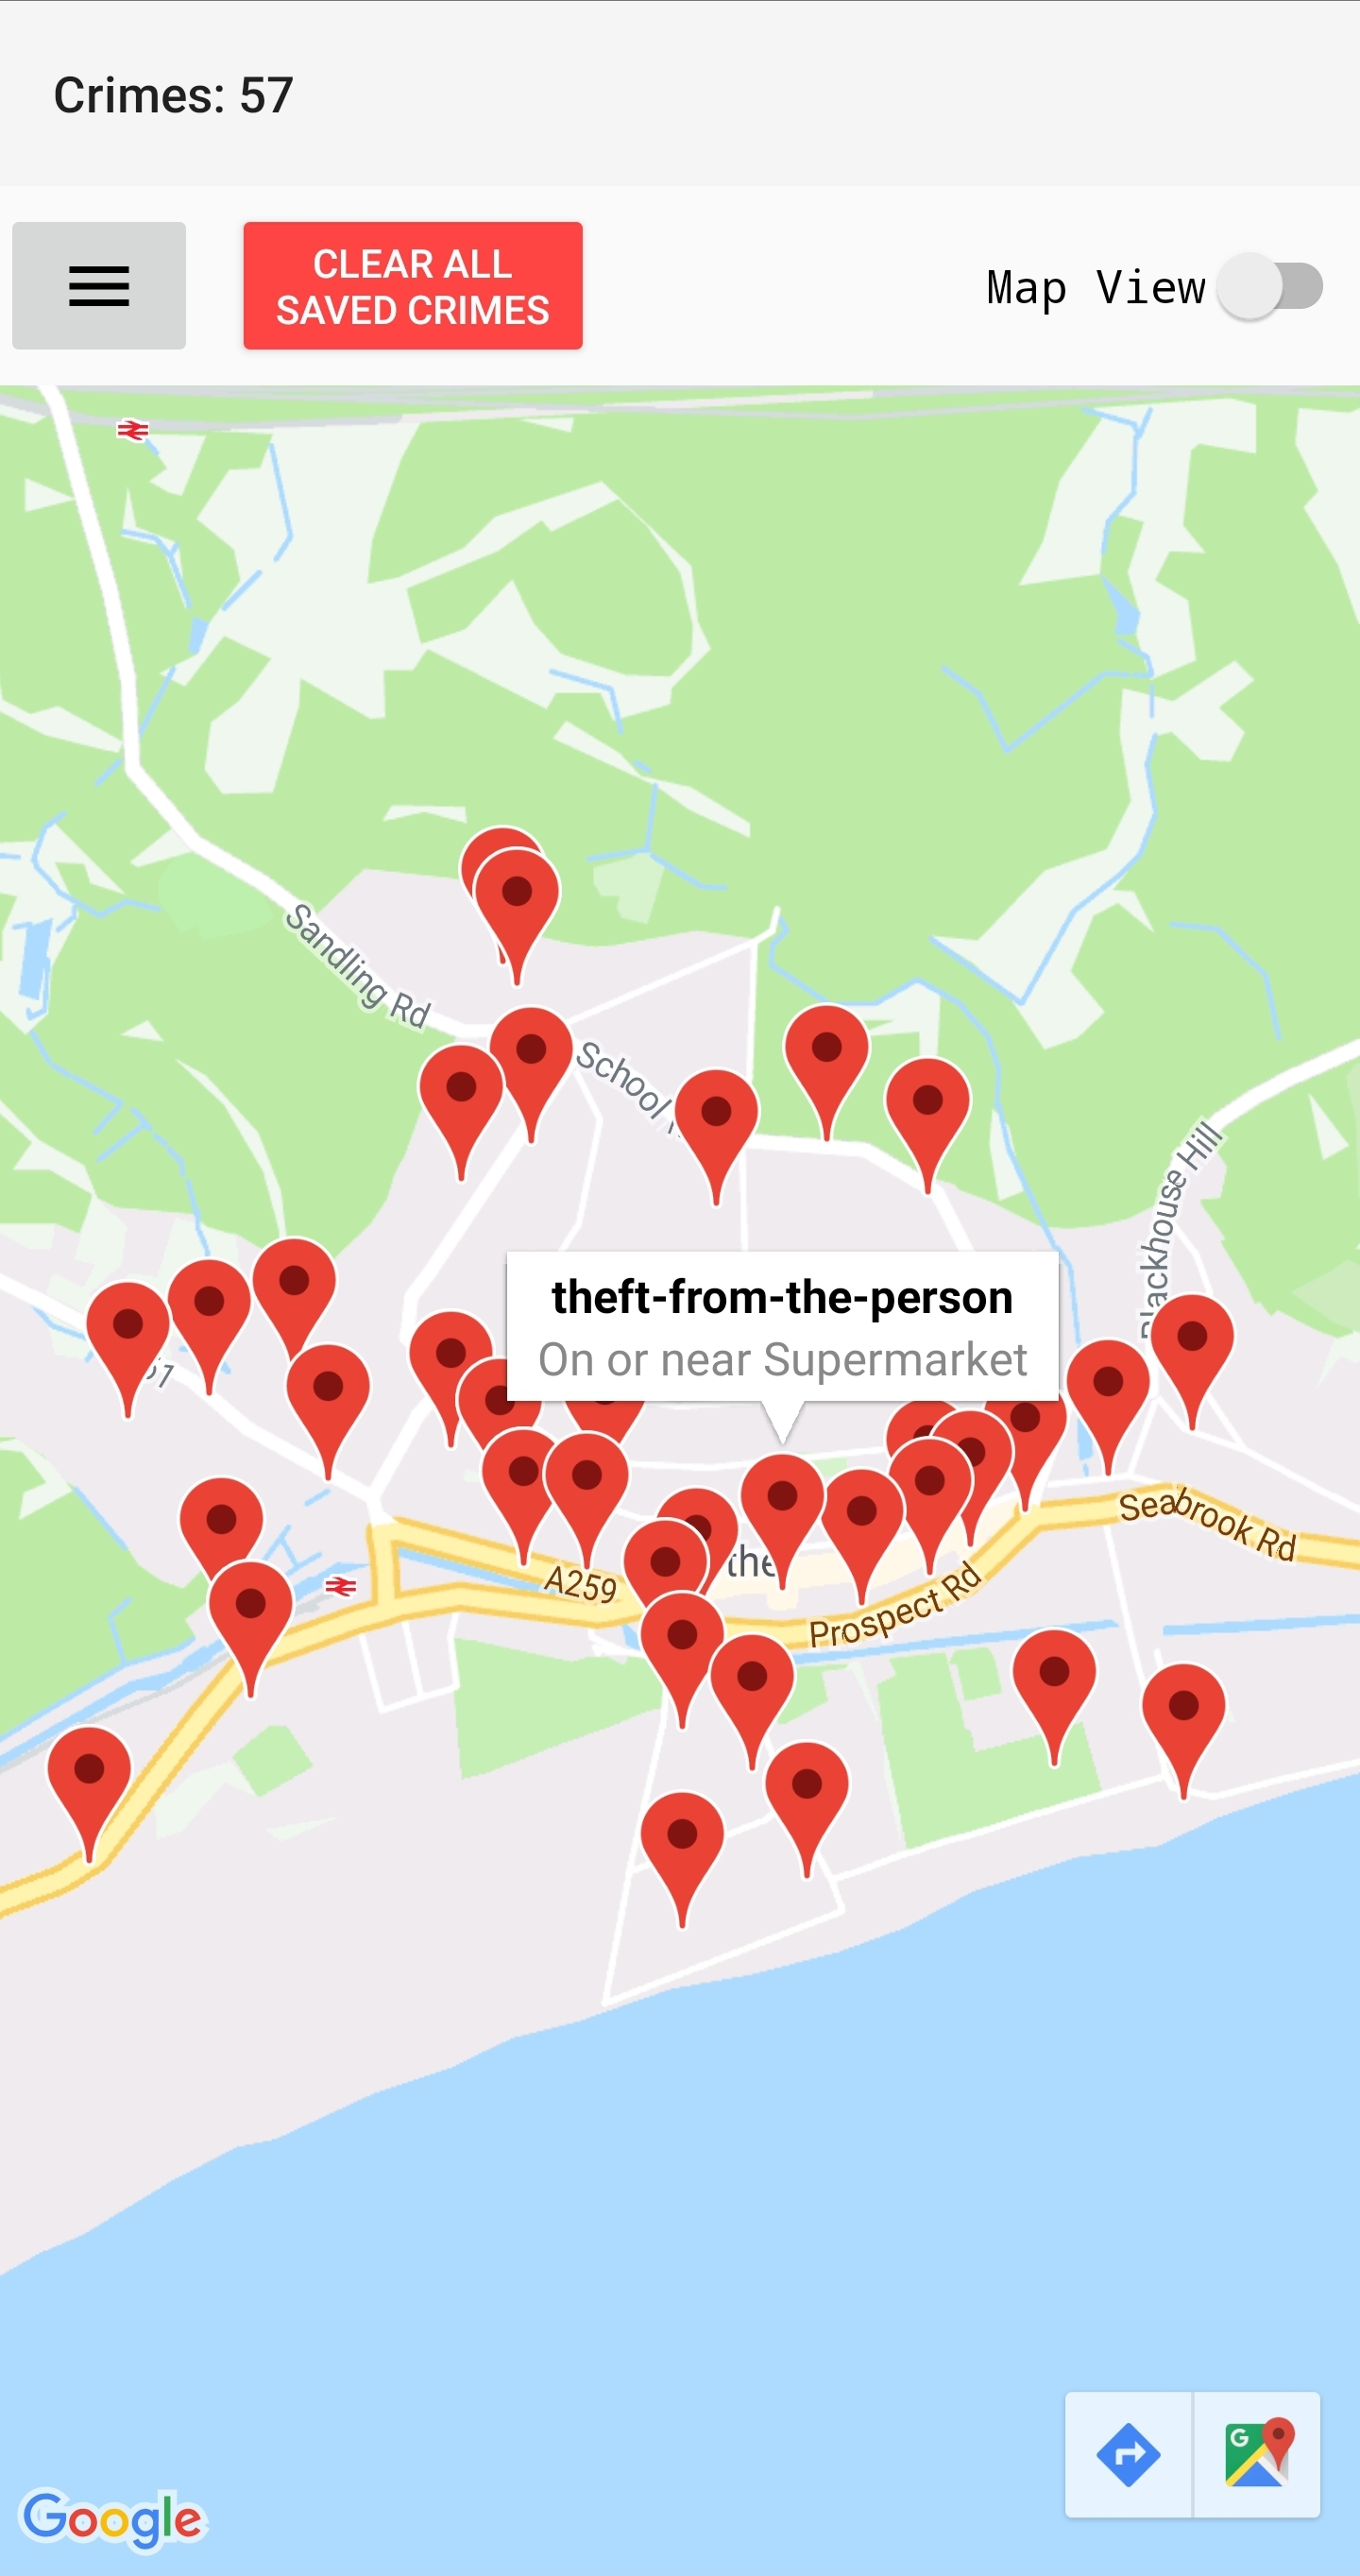 Crimes: 57
CLEAR ALL
SAVED CRIMES
Map View
Sandling Rd
School
Blackhouse Hill
theft-from-the-person
On or near Supermarket
Seabrook Rd
the
A259
Prospect Rd
G
Google